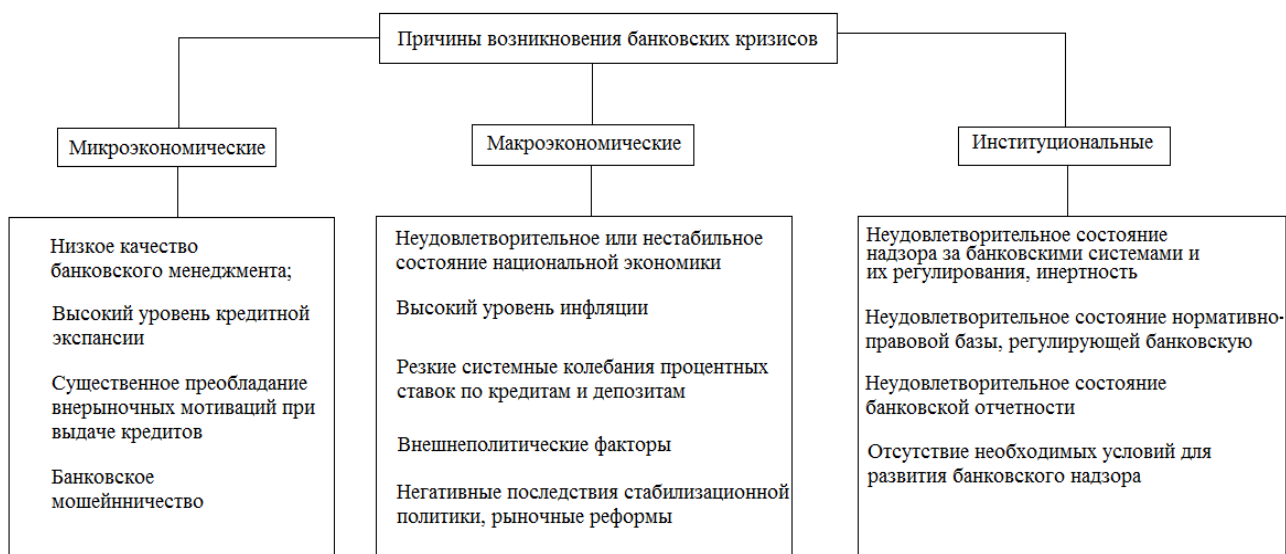 Причины возникновения банковских кризисов
Микроэкономические
Макроэкономические
Институциональные
Низкое качество
банковского менеджмента;
Высокий уровень кредитной
экспансии
Существенное преобладание
внерыночных мотиваций при
выдаче кредитов
Банковское
мошейнничество
Неудовлетворительное или нестабильное
состояние национальной экономики
Высокий уровень инфляции
Резкие системные колебания процентных
ставок по кредитам и депозитам
Внешнеполитические факторы
Негативные последствия стабилизационной
политики, рыночные реформы
Неудовлетворительное состояние
надзора за банковскими системами и
их регулирования, инертность
Неудовлетворительное состояние нормативно-
правовой базы, регулирующей банковскую
Неудовлетворительное состояние
банковской отчетности
Отсутствие необходимых условий для
развития банковского надзора